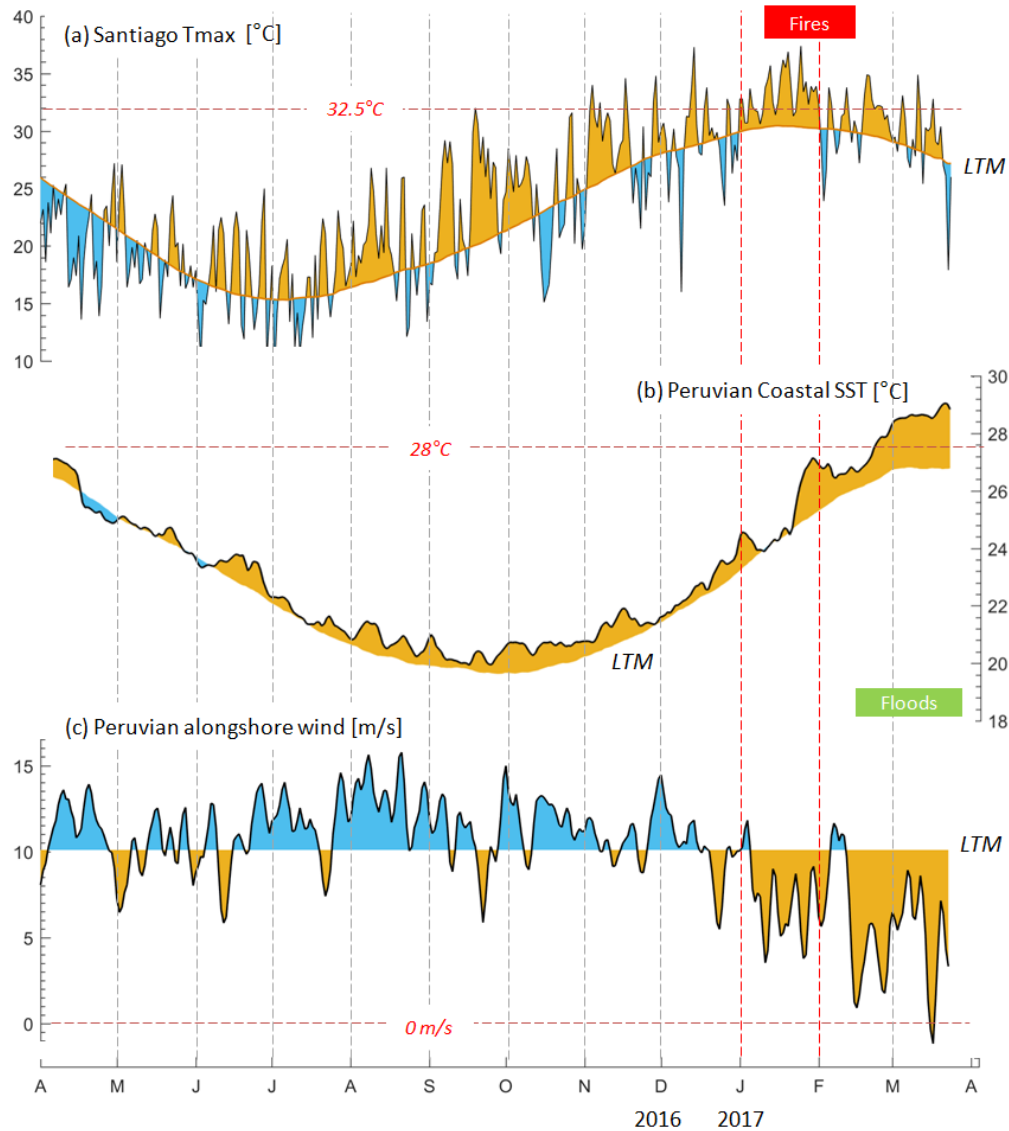 40
Fires
(a) Santiago Tmax [°C]
35
32.5°C
30
LTM
25
20
15
10
30
(b) Peruvian Coastal SST [°C]
28°C
28
26
24
22
LTM
20
Floods
18
(c) Peruvian alongshore wind [m/s]
15
LTM
10
5
0 m/s
0
A M J J A S O N D J F M A
2016 2017